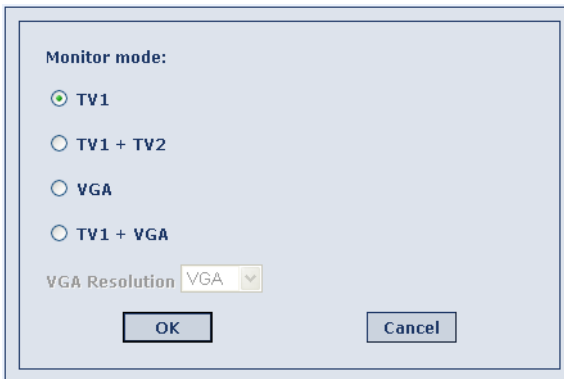 Monitor mode:
TV1
TV1 + TV2
VGA
TV1 + VGA
VGA Resolution VGA
OK Cancel